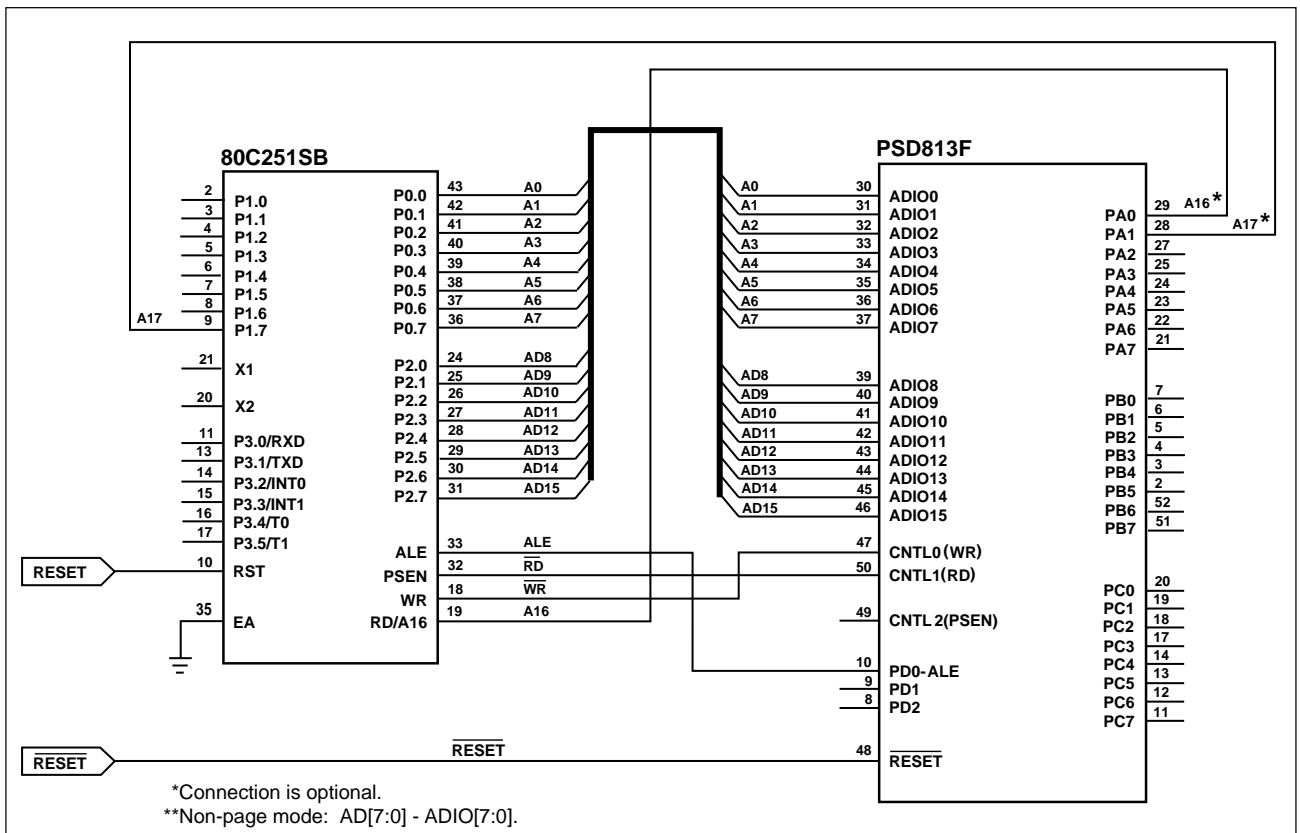 80C251SB
PSD813F
2 P1.0
3 P1.1
4 P1.2
5 P1.3
6 P1.4
7 P1.5
8 P1.6
A17 9 P1.7
21 X1
20 X2
11 P3.0/RXD
13 P3.1/TXD
14 P3.2/INT0
15 P3.3/INT1
16 P3.4/T0
17 P3.5/T1
RESET 10 RST
35 EA
P0.0 43 A0
P0.1 42 A1
P0.2 41 A2
P0.3 40 A3
P0.4 39 A4
P0.5 38 A5
P0.6 37 A6
P0.7 36 A7
P2.0 24 AD8
P2.1 25 AD9
P2.2 26 AD10
P2.3 27 AD11
P2.4 28 AD12
P2.5 29 AD13
P2.6 30 AD14
P2.7 31 AD15
ALE 33 ALE
PSEN 32 RD
WR 18 WR
RD/A16 19 A16
A0 30 ADIO0
A1 31 ADIO1
A2 32 ADIO2
A3 33 ADIO3
A4 34 ADIO4
A5 35 ADIO5
A6 36 ADIO6
A7 37 ADIO7
AD8 39 ADIO8
AD9 40 ADIO9
AD10 41 ADIO10
AD11 42 ADIO11
AD12 43 ADIO12
AD13 44 ADIO13
AD14 45 ADIO14
AD15 46 ADIO15
47 CNTL0(WR)
50 CNTL1(RD)
49 CNTL 2(PSEN)
10 PD0-ALE
9 PD1
8 PD2
RESET RESET 48 RESET
PA0 29 A16*
PA1 28 A17*
PA2 27
PA3 25
PA4 24
PA5 23
PA6 22
PA7 21
PB0 7
PB1 6
PB2 5
PB3 4
PB4 3
PB5 2
PB6 52
PB7 51
PC0 20
PC1 19
PC2 18
PC3 17
PC4 14
PC5 13
PC6 12
PC7 11
*Connection is optional.
**Non-page mode: AD[7:0] - ADIO[7:0].